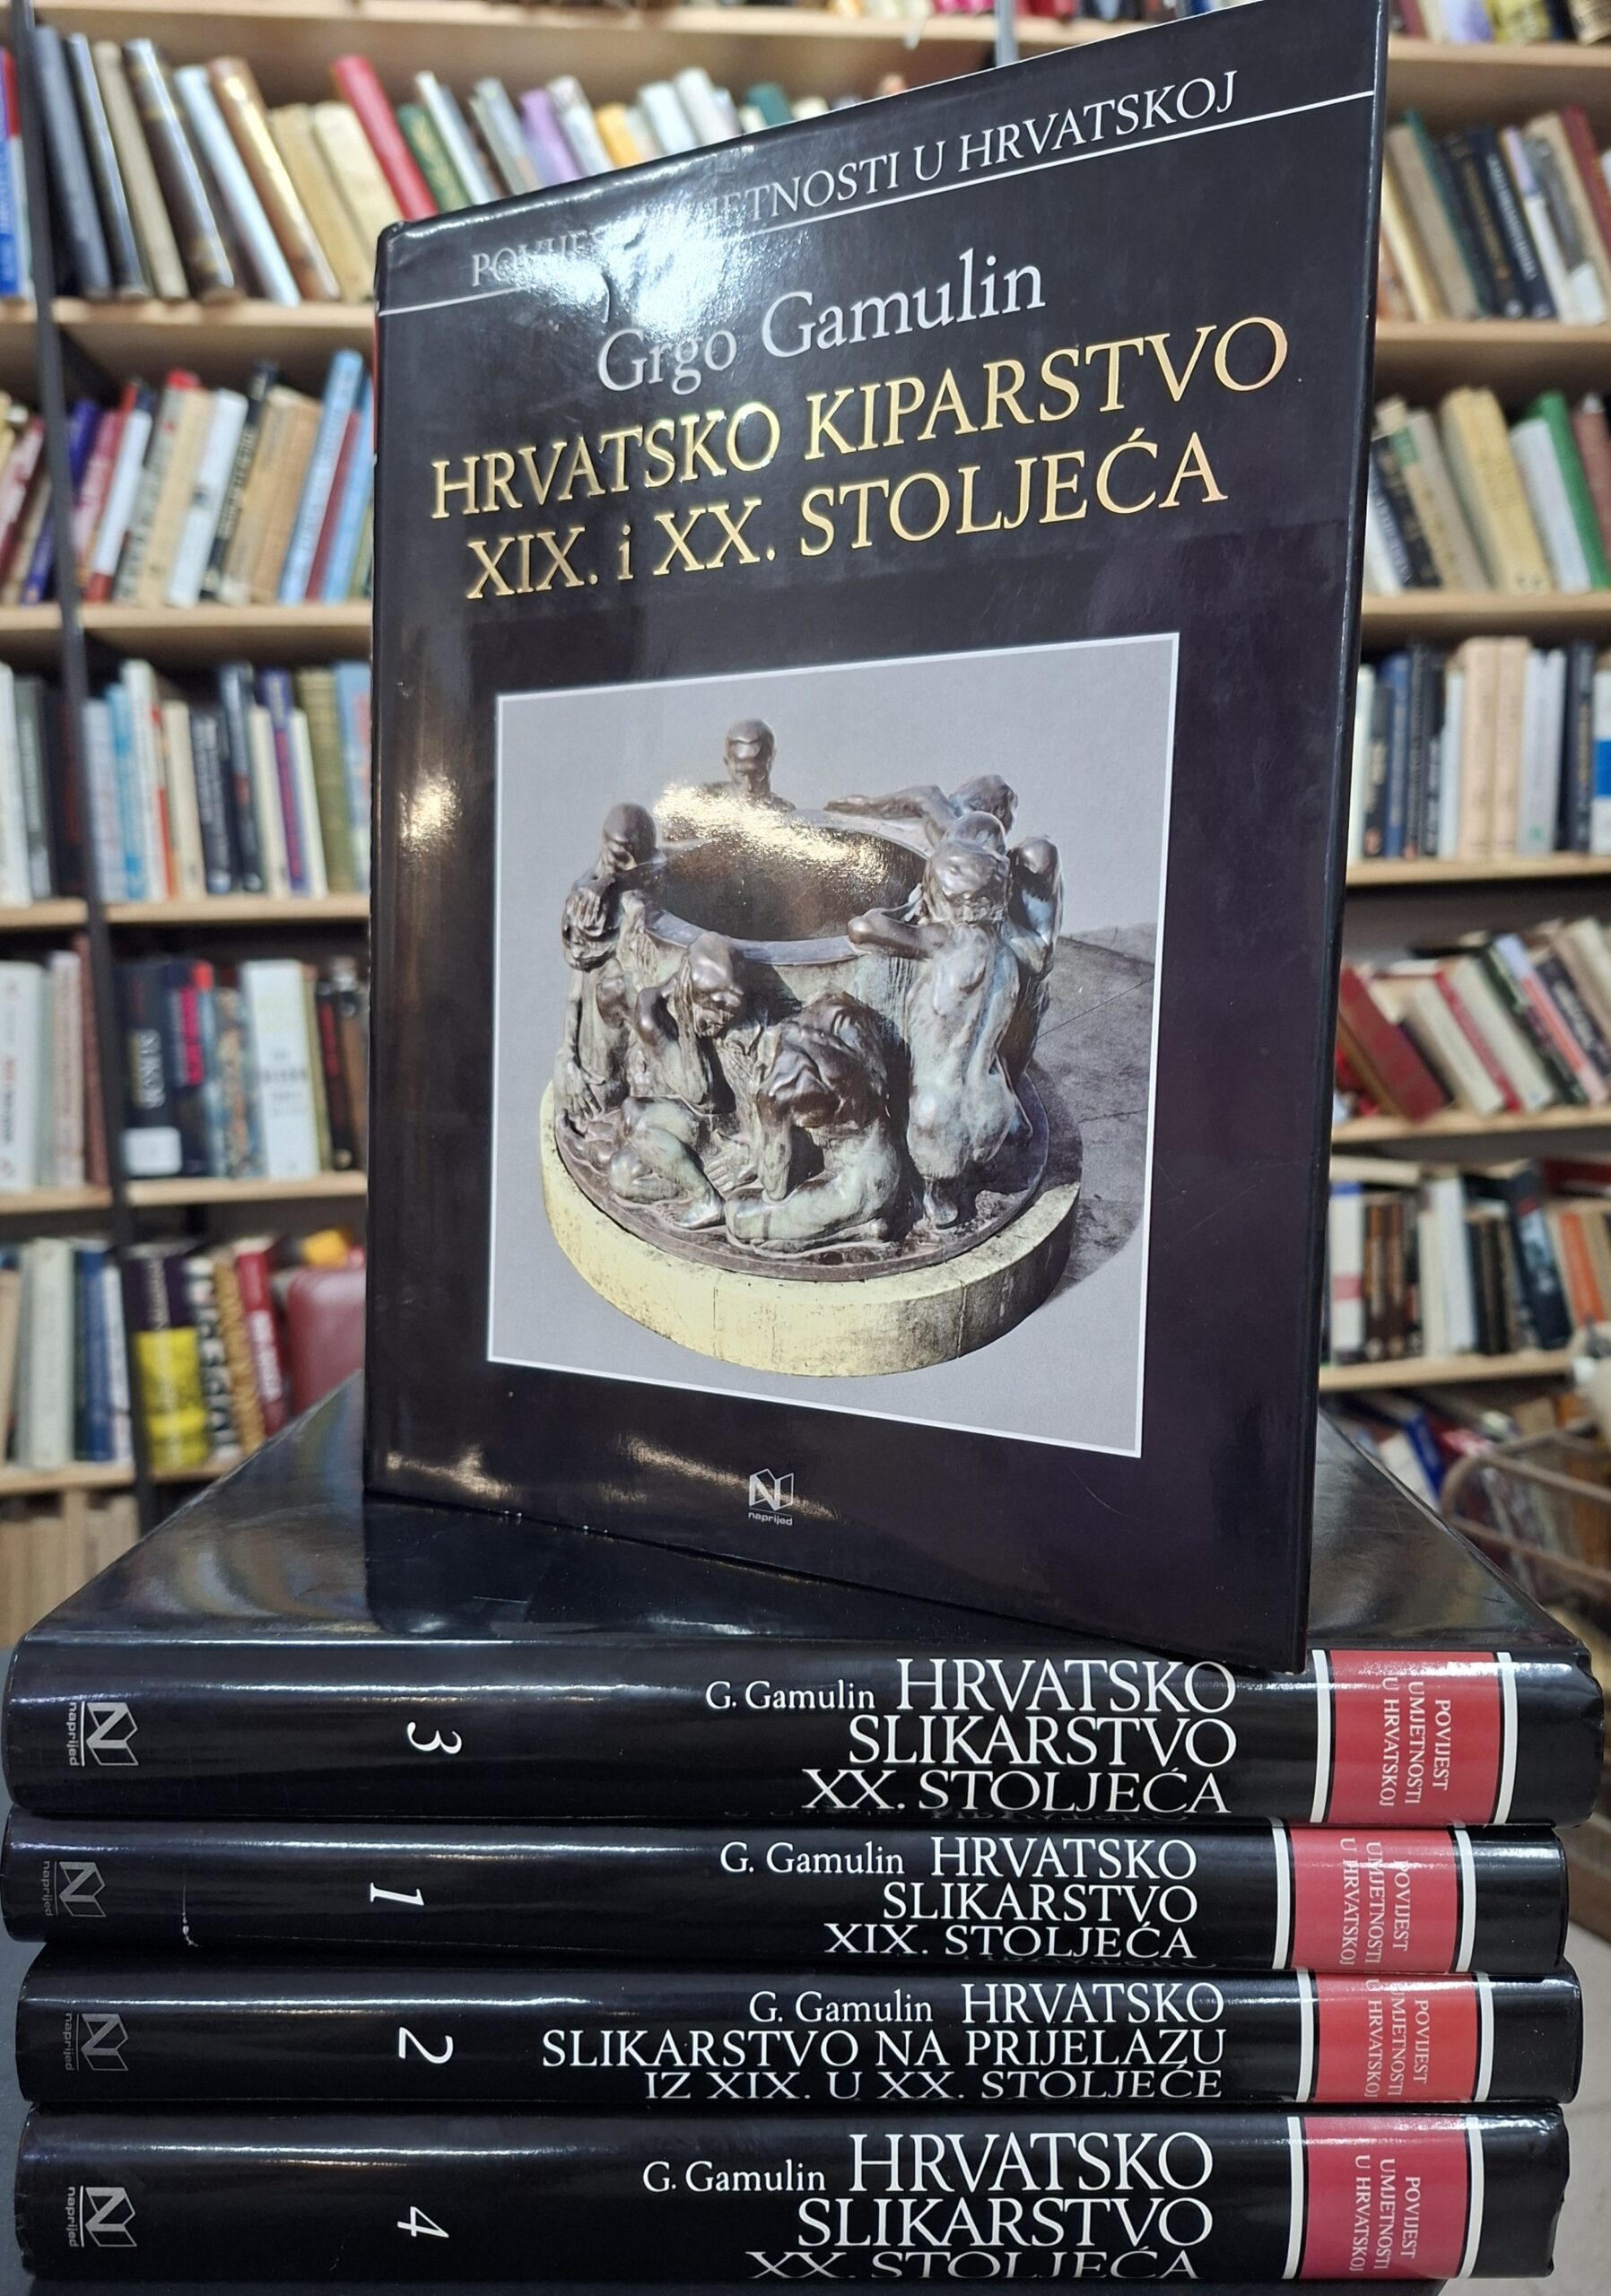 POVIJEST UMJETNOSTI U HRVATSKOJ
Grgo Gamulin
HRVATSKO KIPARSTVO
XIX. i XX. STOLJEĆA
naprijed
naprijed
3
G. Gamulin HRVATSKO
SLIKARSTVO
XX. STOLJEĆA
POVIJEST
UMJETNOSTI
U HRVATSKOJ
naprijed
1
G. Gamulin HRVATSKO
SLIKARSTVO
XIX. STOLJEĆA
POVIJEST
UMJETNOSTI
U HRVATSKOJ
naprijed
2
G. Gamulin HRVATSKO
SLIKARSTVO NA PRIJELAZU
IZ XIX. U XX. STOLJEĆE
POVIJEST
UMJETNOSTI
U HRVATSKOJ
naprijed
4
G. Gamulin HRVATSKO
SLIKARSTVO
XX. STOLJEĆA
POVIJEST
UMJETNOSTI
U HRVATSKOJ